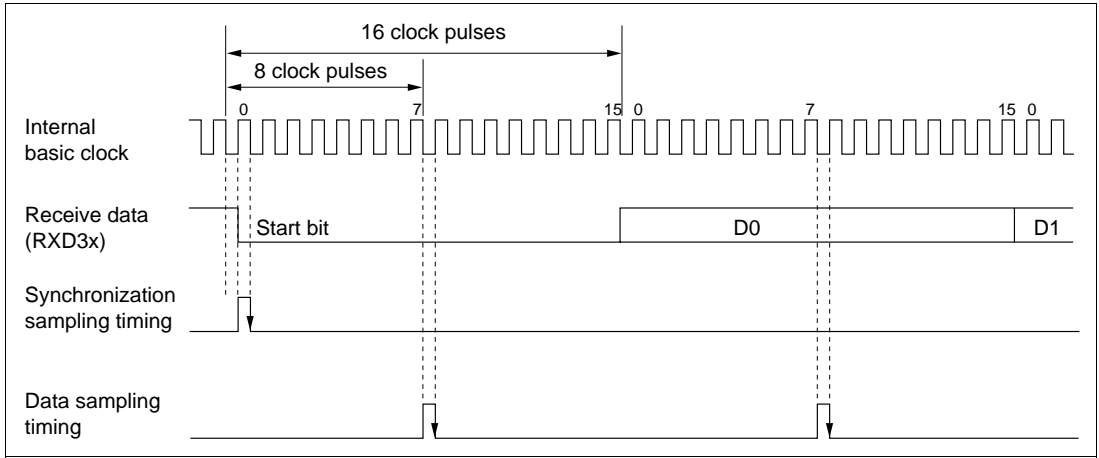 16 clock pulses
8 clock pulses
0 7 15 0 7 15 0
Internal
basic clock
Receive data
(RXD3x)
Start bit D0 D1
Synchronization
sampling timing
Data sampling
timing